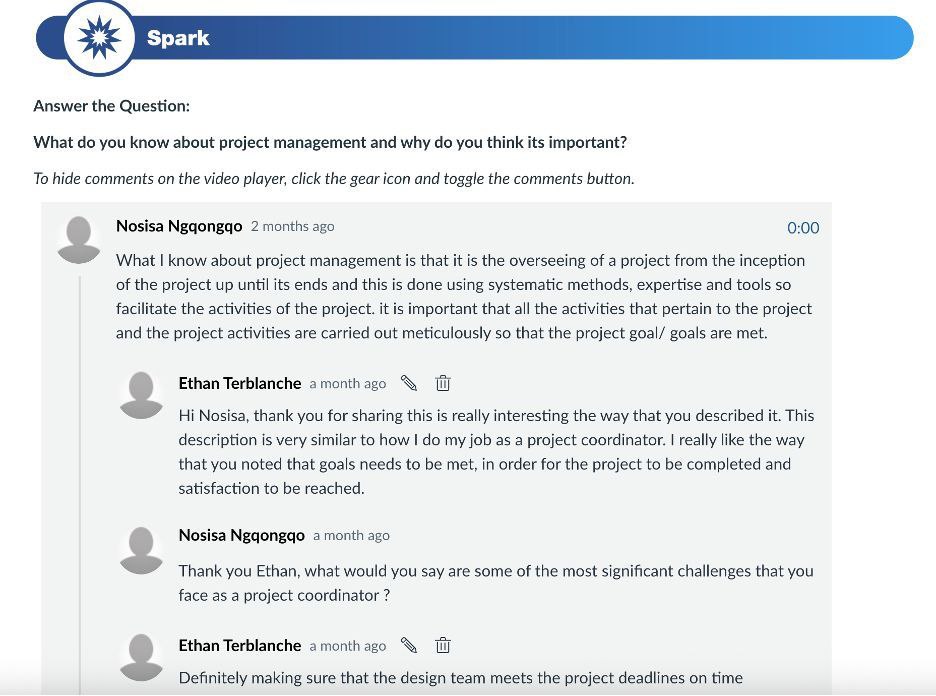 Spark
Answer the Question:
What do you know about project management and why do you think its important?
To hide comments on the video player, click the gear icon and toggle the comments button.
Nosisa Ngqongqo 2 months ago 0:00
What I know about project management is that it is the overseeing of a project from the inception
of the project up until its ends and this is done using systematic methods, expertise and tools so
facilitate the activities of the project. it is important that all the activities that pertain to the project
and the project activities are carried out meticulously so that the project goal/ goals are met.
Ethan Terblanche a month ago
Hi Nosisa, thank you for sharing this is really interesting the way that you described it. This
description is very similar to how I do my job as a project coordinator. I really like the way
that you noted that goals needs to be met, in order for the project to be completed and
satisfaction to be reached.
Nosisa Ngqongqo a month ago
Thank you Ethan, what would you say are some of the most significant challenges that you
face as a project coordinator ?
Ethan Terblanche a month ago
Definitely making sure that the design team meets the project deadlines on time